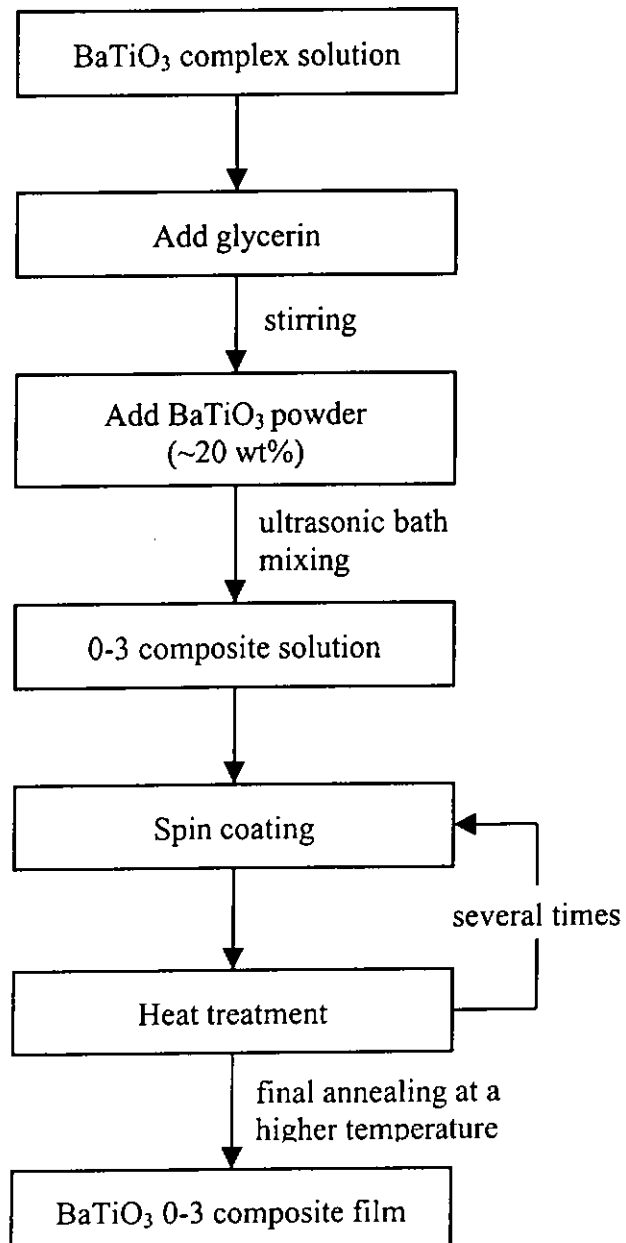 BaTiO₃ complex solution
Add glycerin
stirring
Add BaTiO₃ powder
(~20 wt%)
ultrasonic bath
mixing
0-3 composite solution
Spin coating
several times
Heat treatment
final annealing at a
higher temperature
BaTiO₃ 0-3 composite film